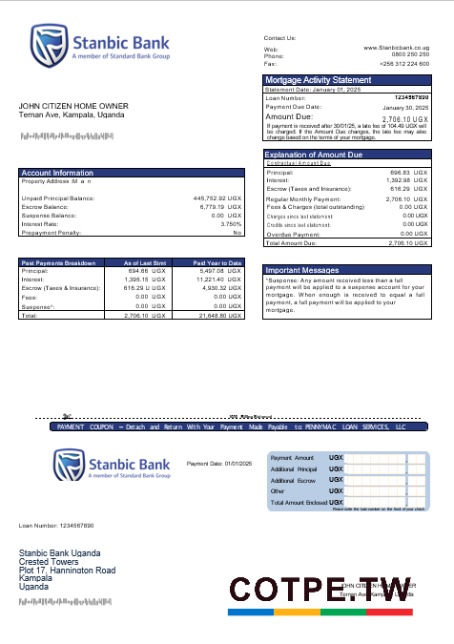 Stanbic Bank
A member of Standard Bank Group
Contact Us:
Web: www.Stanbicbank.co.ug
Phone: 0800 250 250
Fax: +256 312 224 600
Mortgage Activity Statement
Statement Date: January 01, 2025
Loan Number: 1234567890
Payment Due Date: January 30, 2025
Amount Due: 2,706.10 UGX
If payment is received after 30/01/25, a late fee of 104.49 UGX will
be charged. If the Amount Due changes, the late fee may also
change based on the terms of your mortgage.
JOHN CITIZEN HOME OWNER
Ternan Ave, Kampala, Uganda
Explanation of Amount Due
Contractual Amount Due
Principal: 696.83 UGX
Interest: 1,392.98 UGX
Escrow (Taxes and Insurance): 616.29 UGX
Regular Monthly Payment: 2,706.10 UGX
Fees & Charges (total outstanding): 0.00 UGX
Charges since last statement: 0.00 UGX
Credits since last statement: 0.00 UGX
Overdue Payment: 0.00 UGX
Total Amount Due: 2,706.10 UGX
Account Information
Property Address: M a n
Unpaid Principal Balance: 445,752.92 UGX
Escrow Balance: 6,779.19 UGX
Suspense Balance: 0.00 UGX
Interest Rate: 3.750%
Prepayment Penalty: No
Past Payments Breakdown As of Last Stmt Paid Year to Date
Principal: 694.66 UGX 5,497.08 UGX
Interest: 1,395.15 UGX 11,221.40 UGX
Escrow (Taxes & Insurance): 616.29 U UGX 4,930.32 UGX
Fees: 0.00 UGX 0.00 UGX
Suspense*: 0.00 UGX 0.00 UGX
Total: 2,706.10 UGX 21,648.80 UGX
Important Messages
*Suspense: Any amount received less than a full
payment will be applied to a suspense account for your
mortgage. When enough is received to equal a full
payment, a full payment will be applied to your
mortgage.
PAYMENT COUPON – Detach and Return With Your Payment Made Payable to PENNYMAC LOAN SERVICES, LLC
Stanbic Bank
A member of Standard Bank Group
Payment Date: 01/01/2025
Payment Amount UGX
Additional Principal UGX
Additional Escrow UGX
Other UGX
Total Amount Enclosed UGX
Please write the loan number on the front of your check
Loan Number: 1234567890
Stanbic Bank Uganda
Crested Towers
Plot 17, Hannington Road
Kampala
Uganda
JOHN CITIZEN HOME OWNER
Ternan Ave, Kampala, Uganda
COTPE.TW